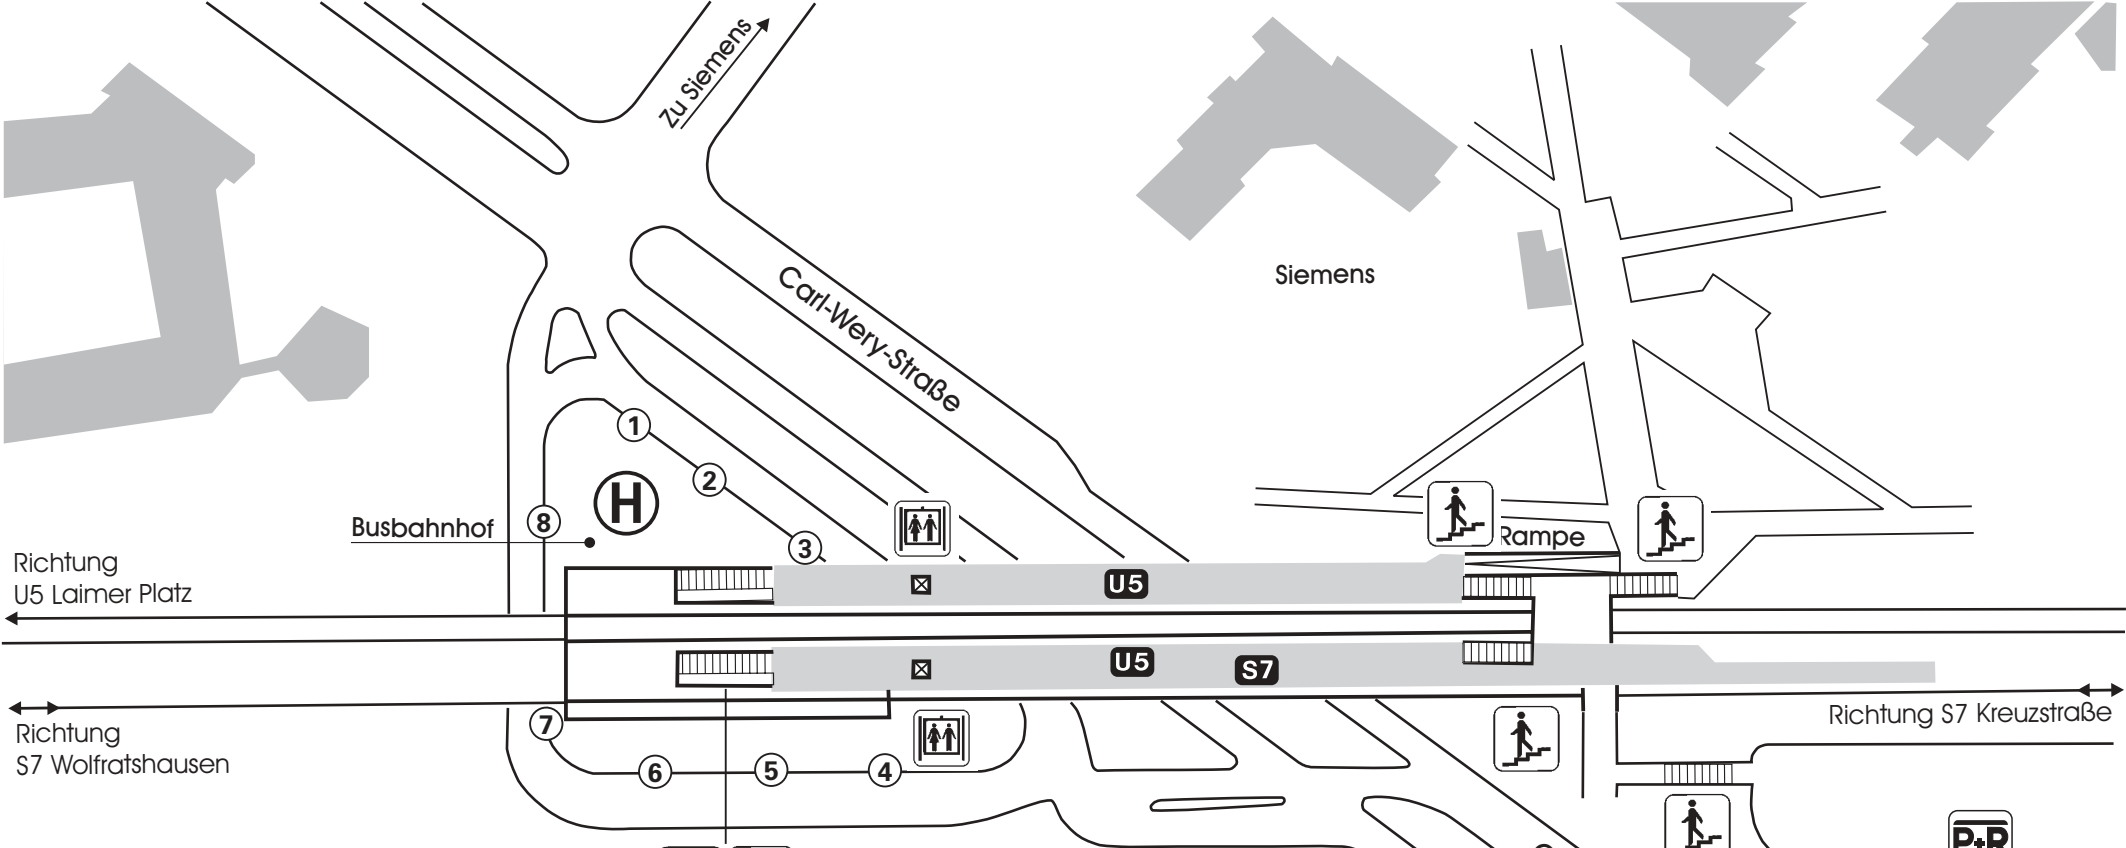 Zu Siemens
Carl-Wery-Straße
Siemens
1
2
3
8
H
Busbahnhof
Rampe
Richtung
U5 Laimer Platz
U5
U5
S7
Richtung
S7 Wolfratshausen
7
6
5
4
Richtung S7 Kreuzstraße
P+R